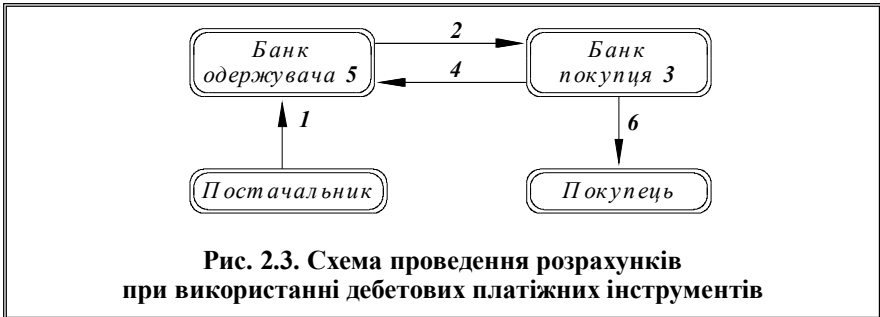 2
Банк
одержувача 5
Банк
покупця 3
4
1
6
Постачальник
Покупець
Рис. 2.3. Схема проведення розрахунків
при використанні дебетових платіжних інструментів